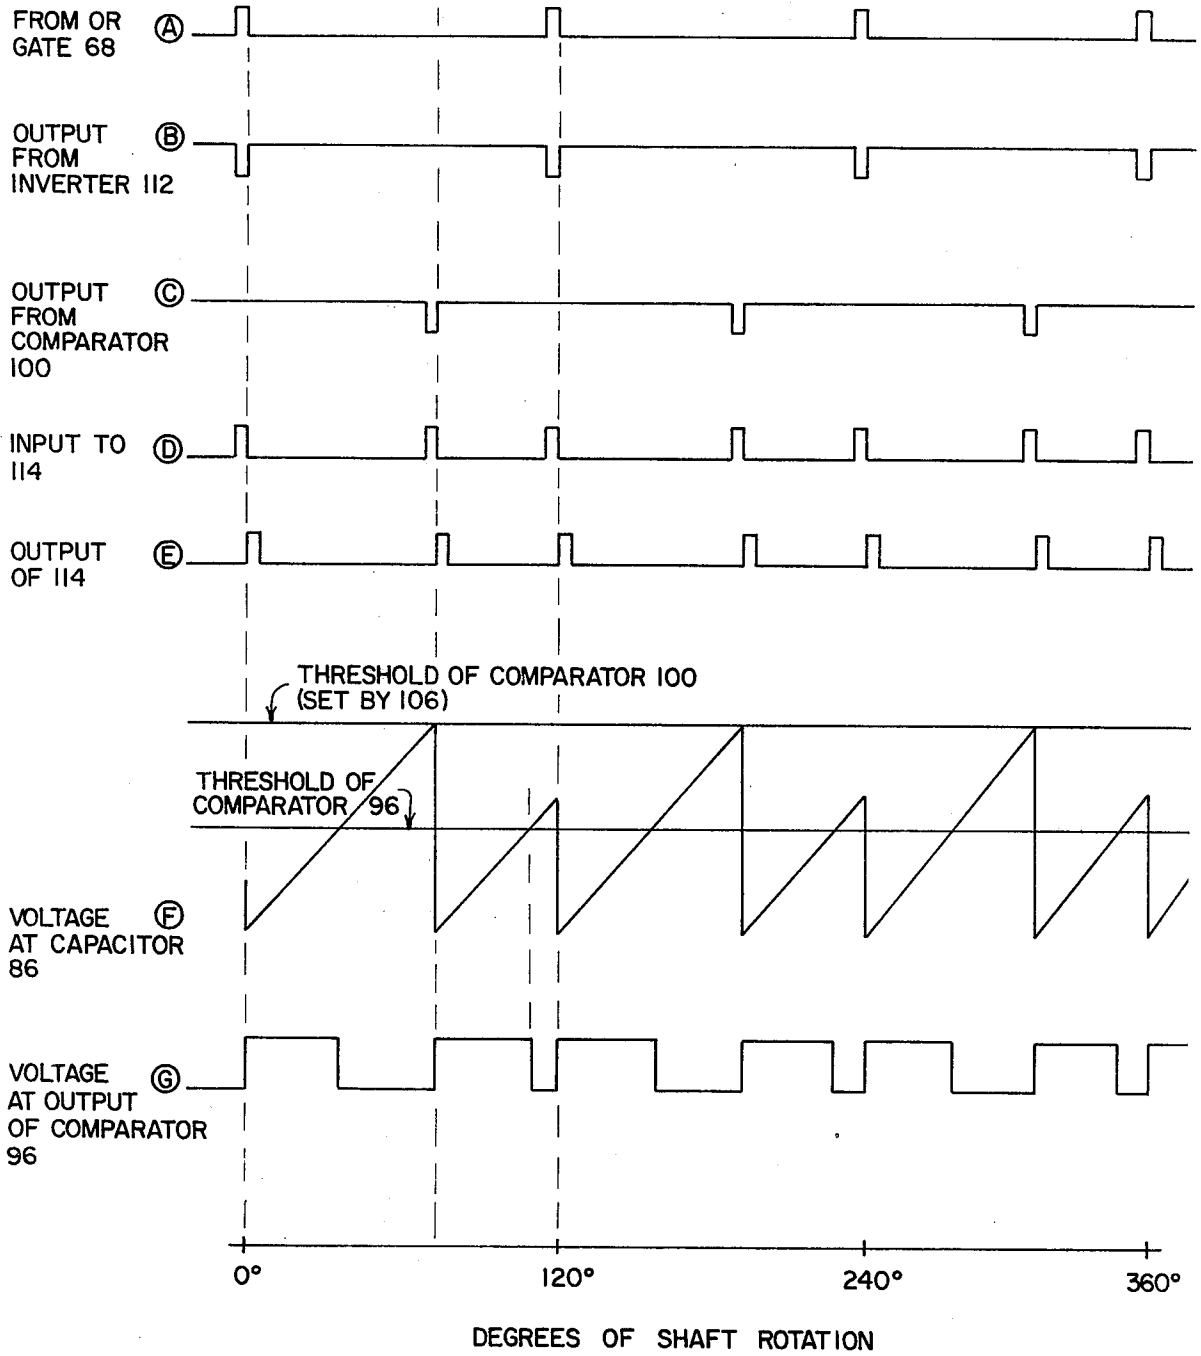 FROM OR
GATE 68
A
OUTPUT
FROM
INVERTER 112
B
OUTPUT
FROM
COMPARATOR
100
C
INPUT TO
114
D
OUTPUT
OF 114
E
THRESHOLD OF COMPARATOR 100
(SET BY 106)
THRESHOLD OF
COMPARATOR 96
VOLTAGE
AT CAPACITOR
86
F
VOLTAGE
AT OUTPUT
OF COMPARATOR
96
G
0° 120° 240° 360°
DEGREES OF SHAFT ROTATION